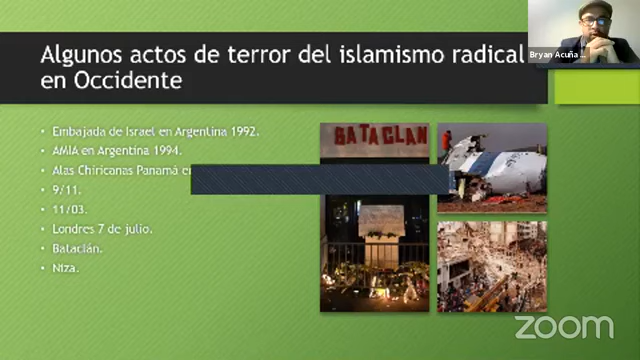 Algunos actos de terror del islamismo radical
en Occidente
Bryan Acuña ...
• Embajada de Israel en Argentina 1992.
• AMIA en Argentina 1994.
• Alas Chiricanas Panamá
• 9/11.
• 11/03.
• Londres 7 de julio.
• Bataclán.
• Niza.
BATACLAN
zoom